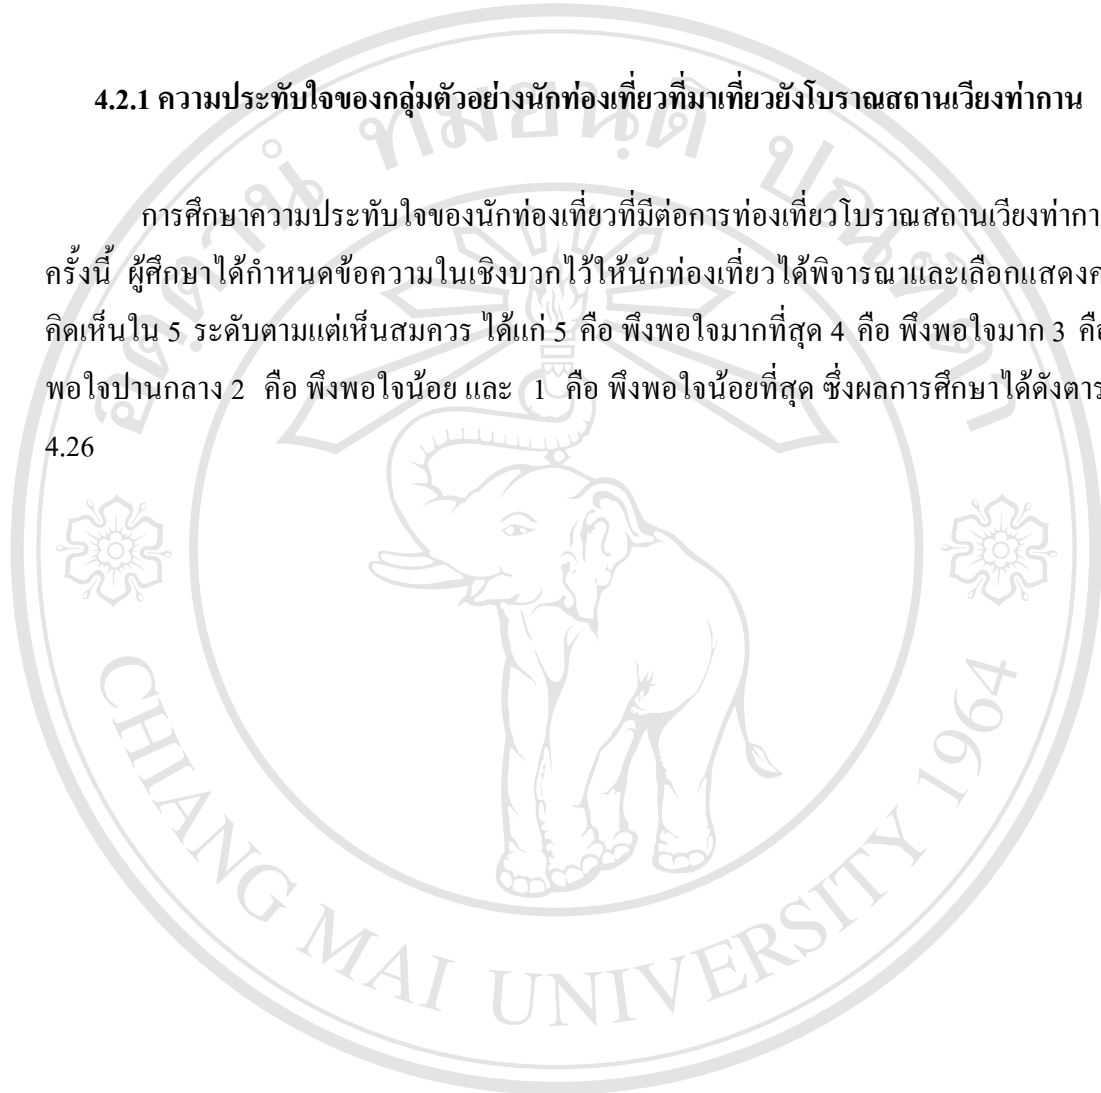 4.2.1 ความประทับใจของกลุ่มตัวอย่างนักท่องเที่ยวที่มาเที่ยวยังโบราณสถานเวียงท่ากาน
การศึกษาความประทับใจของนักท่องเที่ยวที่มีต่อการท่องเที่ยวโบราณสถานเวียงท่ากา
ครั้งนี้ ผู้ศึกษาได้กำหนดข้อความในเชิงบวกไว้ให้นักท่องเที่ยวได้พิจารณาและเลือกแสดงค
คิดเห็นใน 5 ระดับตามแต่เห็นสมควร ได้แก่ 5 คือ พึงพอใจมากที่สุด 4 คือ พึงพอใจมาก 3 คือ
พอใจปานกลาง 2 คือ พึงพอใจน้อย และ 1 คือ พึงพอใจน้อยที่สุด ซึ่งผลการศึกษาได้ดังตาร
4.26
อตฺตานํ ทมยนฺติ ปณฺฑิตา
CHIANG MAI UNIVERSITY 1964